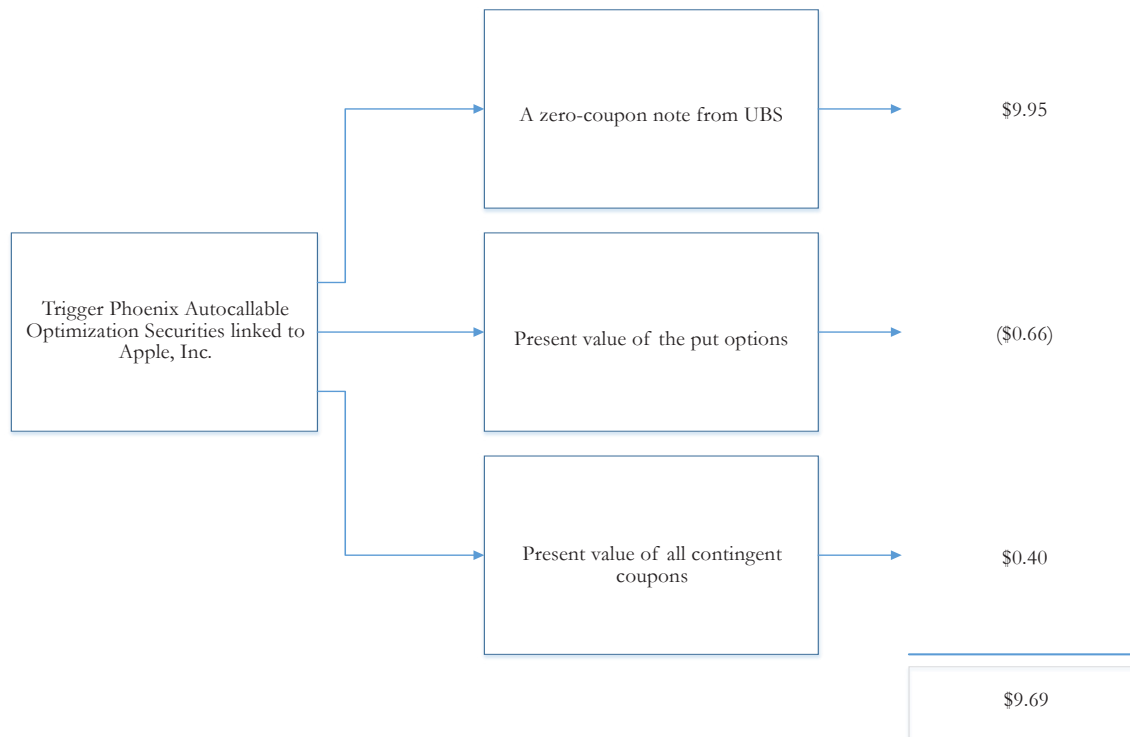 A zero-coupon note from UBS
$9.95
Trigger Phoenix Autocallable
Optimization Securities linked to
Apple, Inc.
Present value of the put options
($0.66)
Present value of all contingent
coupons
$0.40
$9.69